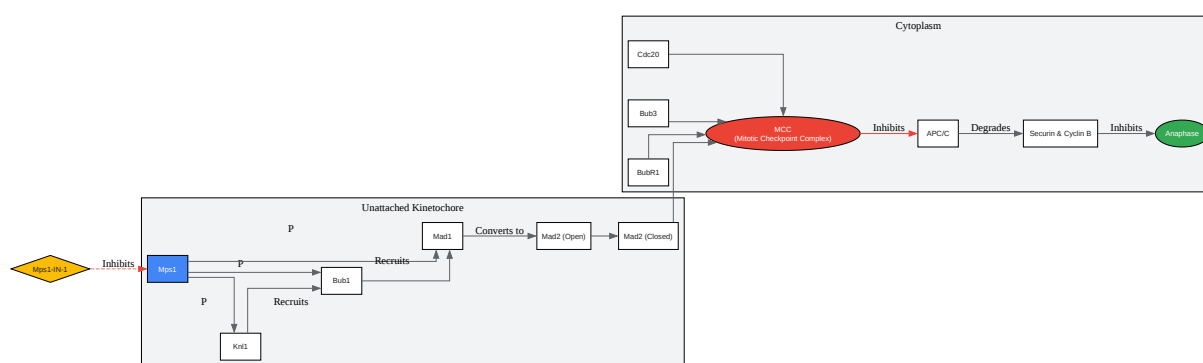 Cytoplasm
Cdc20
Bub3
BubR1
MCC
(Mitotic Checkpoint Complex)
Inhibits
APC/C
Degrades
Securin & Cyclin B
Inhibits
Anaphase
Unattached Kinetochore
P
Mad1
Converts to
Mad2 (Open)
Mad2 (Closed)
Mps1-IN-1
Inhibits
Mps1
P
Recruits
Bub1
P
Recruits
Knl1